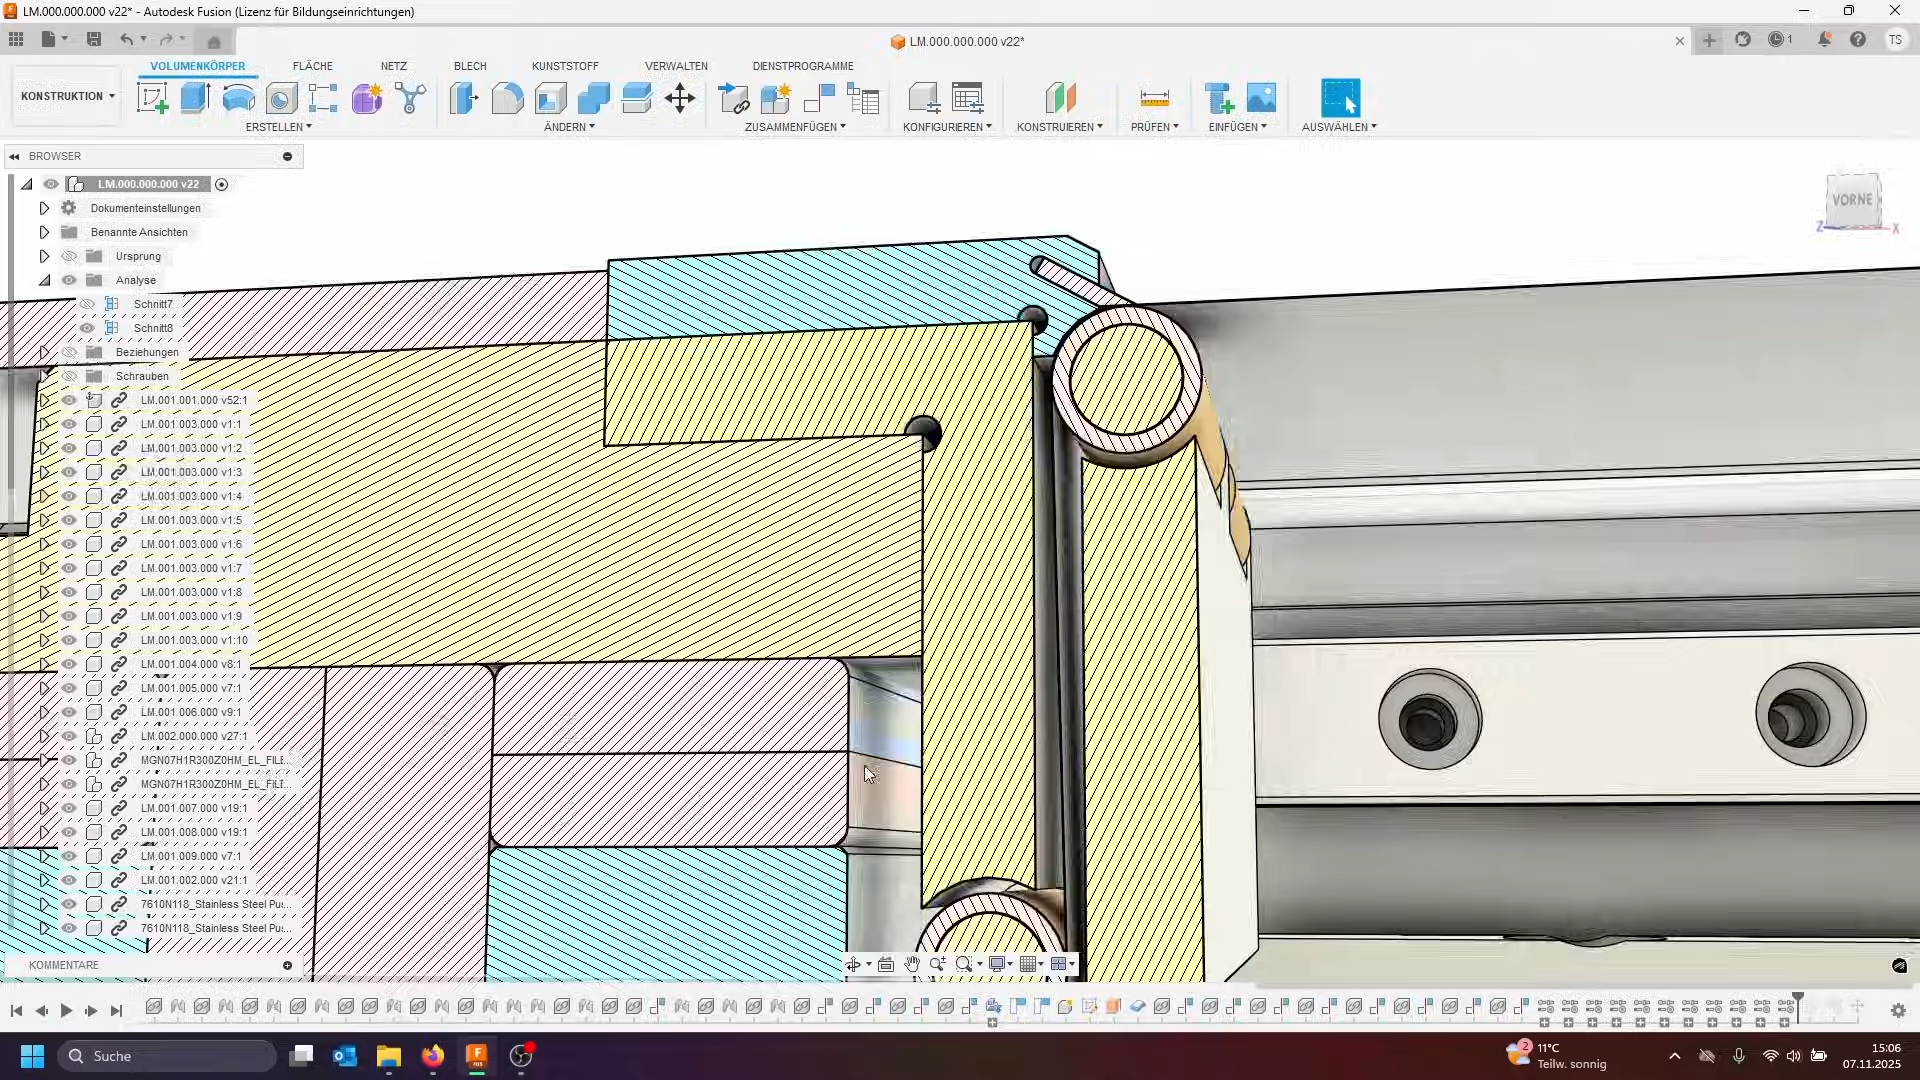 LM.000.000.000 v22* - Autodesk Fusion (Lizenz für Bildungseinrichtungen)
LM.000.000.000 v22*
1
TS
VOLUMENKÖRPER
FLÄCHE
NETZ
BLECH
KUNSTSTOFF
VERWALTEN
DIENSTPROGRAMME
KONSTRUKTION
ERSTELLEN
ÄNDERN
ZUSAMMENFÜGEN
KONFIGURIEREN
KONSTRUIEREN
PRÜFEN
EINFÜGEN
AUSWÄHLEN
BROWSER
LM.000.000.000 v22
Dokumenteinstellungen
Benannte Ansichten
Ursprung
Analyse
Schnitt7
Schnitt8
Beziehungen
Schrauben
LM.001.001.000 v52:1
LM.001.003.000 v1:1
LM.001.003.000 v1:2
LM.001.003.000 v1:3
LM.001.003.000 v1:4
LM.001.003.000 v1:5
LM.001.003.000 v1:6
LM.001.003.000 v1:7
LM.001.003.000 v1:8
LM.001.003.000 v1:9
LM.001.003.000 v1:10
LM.001.004.000 v8:1
LM.001.005.000 v7:1
LM.001.006.000 v9:1
LM.002.000.000 v27:1
MGN07H1R300Z0HM_EL_FILE...
MGN07H1R300Z0HM_EL_FILE...
LM.001.007.000 v19:1
LM.001.008.000 v19:1
LM.001.009.000 v7:1
LM.001.002.000 v21:1
7610N118_Stainless Steel Pu...
7610N118_Stainless Steel Pu...
KOMMENTARE
VORNE
Z
X
Suche
2
11°C
Teilw. sonnig
15:06
07.11.2025